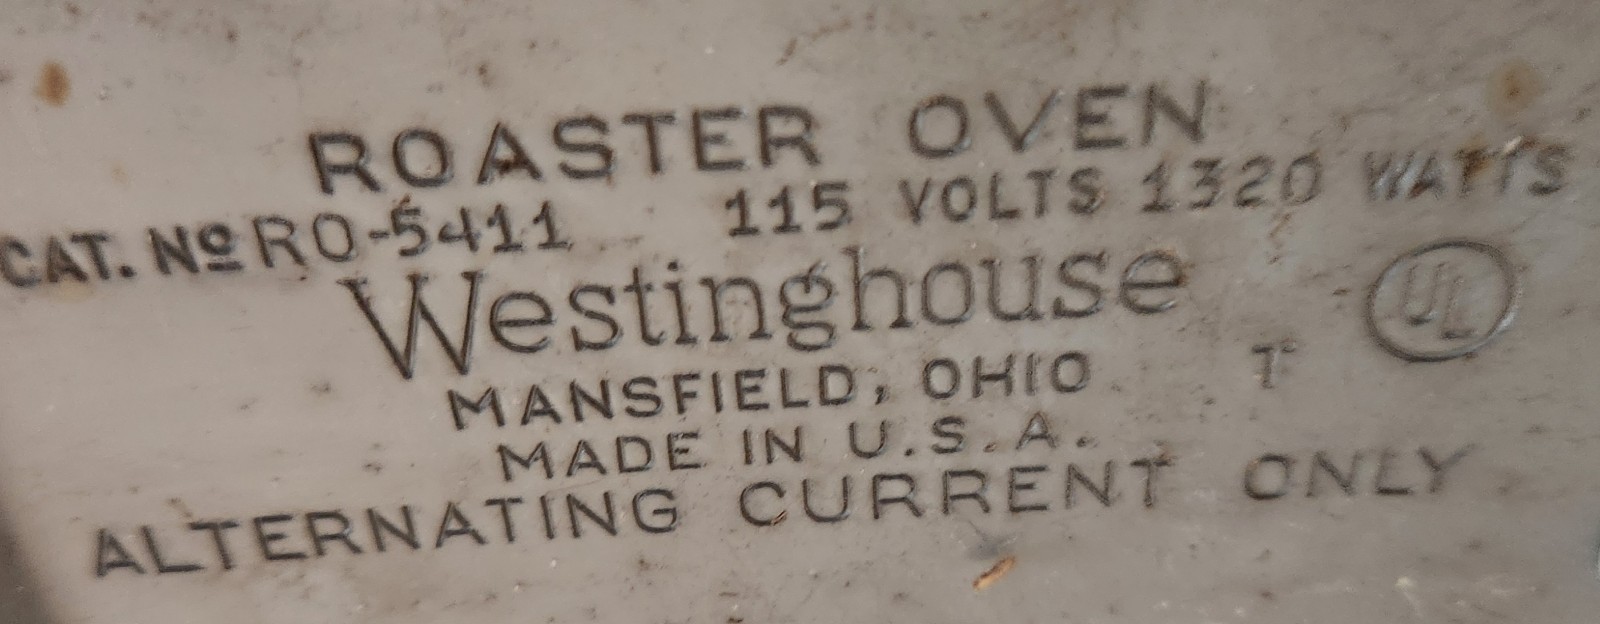 ROASTER OVEN
CAT. Nº RO-5411 115 VOLTS 1320 WATTS
Westinghouse
UL
MANSFIELD, OHIO T
MADE IN U.S.A.
ALTERNATING CURRENT ONLY